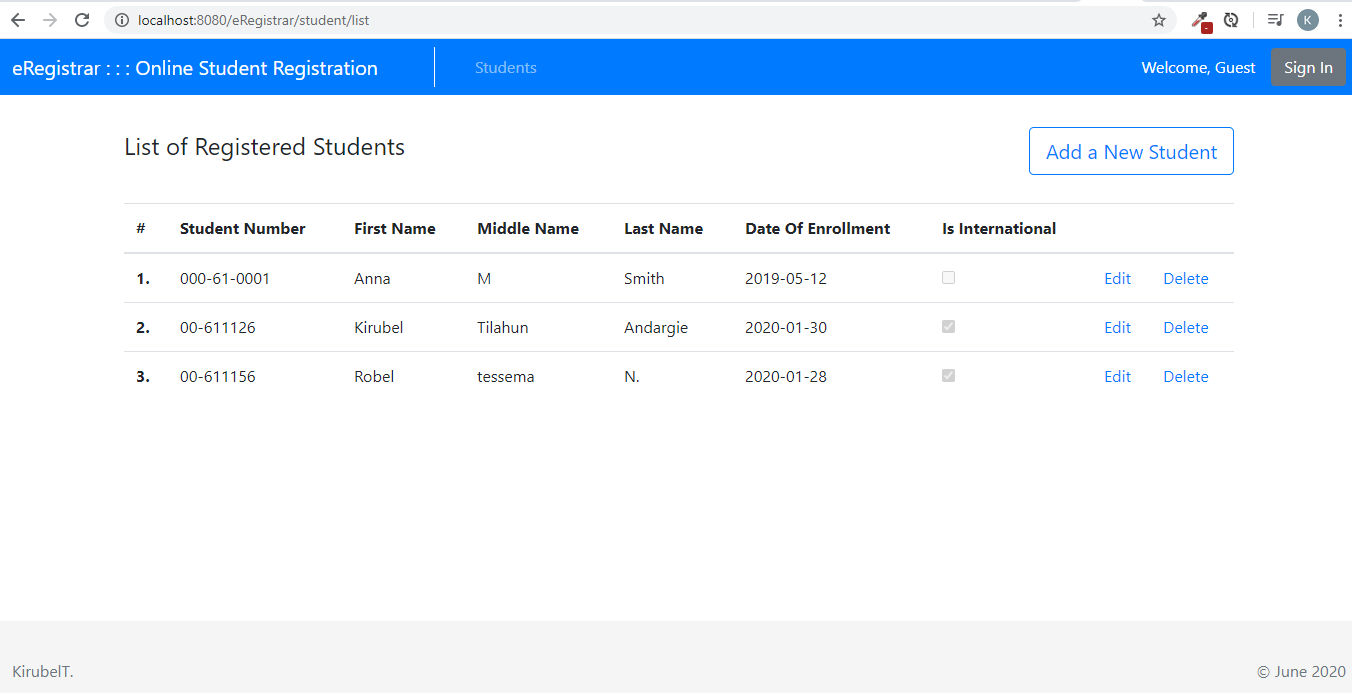 localhost:8080/eRegistrar/student/list
K
eRegistrar : : : Online Student Registration Students Welcome, Guest Sign In
List of Registered Students Add a New Student
# Student Number First Name Middle Name Last Name Date Of Enrollment Is International
1. 000-61-0001 Anna M Smith 2019-05-12 Edit Delete
2. 00-611126 Kirubel Tilahun Andargie 2020-01-30 Edit Delete
3. 00-611156 Robel tessema N. 2020-01-28 Edit Delete
KirubelT. © June 2020